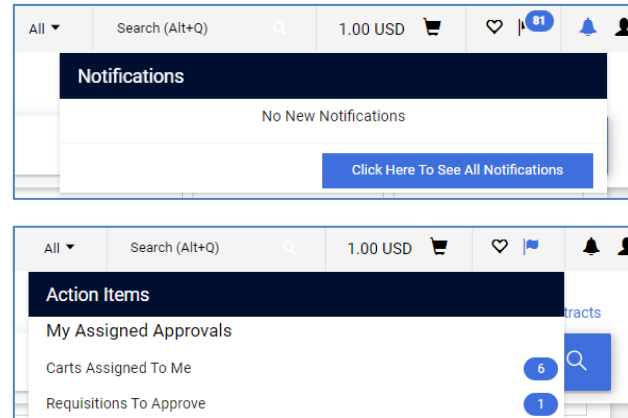 All Search (Alt+Q) 1.00 USD 81
Notifications
No New Notifications
Click Here To See All Notifications
All Search (Alt+Q) 1.00 USD
Action Items
tracts
My Assigned Approvals
Carts Assigned To Me 6
Requisitions To Approve 1